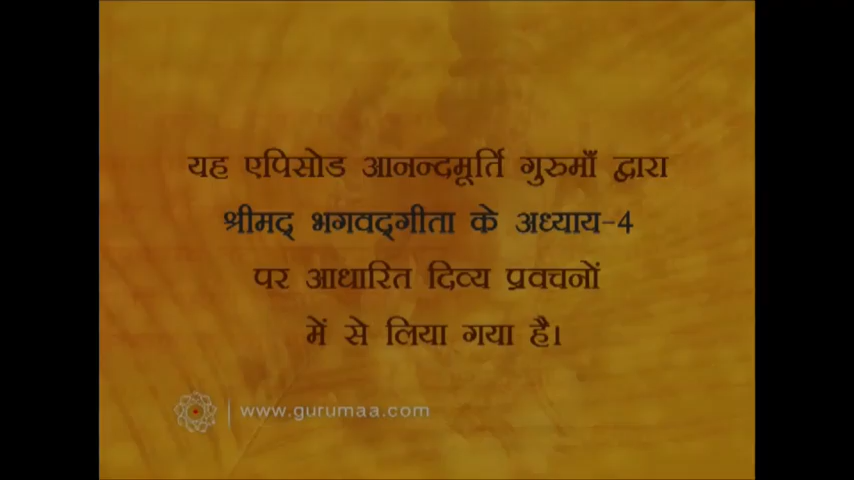 यह एपिसोड आनन्दमूर्ति गुरुमाँ द्वारा
श्रीमद् भगवद्गीता के अध्याय-4
पर आधारित दिव्य प्रवचनों
में से लिया गया है।
www.gurumaa.com